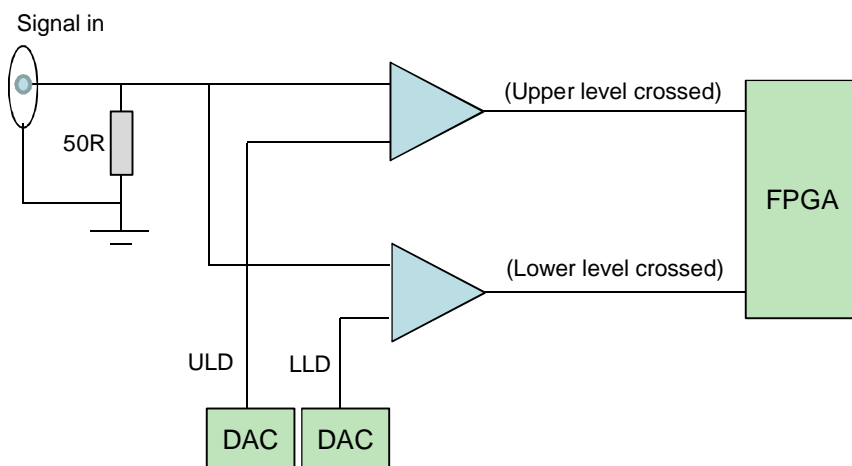 Signal in
(Upper level crossed)
50R
FPGA
(Lower level crossed)
ULD
LLD
DAC
DAC